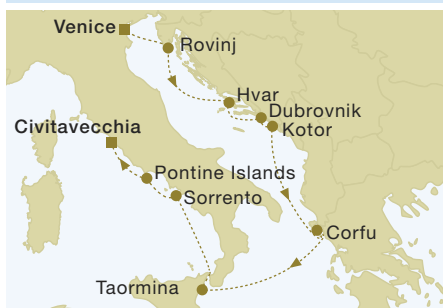 Venice
Rovinj
Hvar
Dubrovnik
Kotor
Civitavecchia
Pontine Islands
Sorrento
Corfu
Taormina